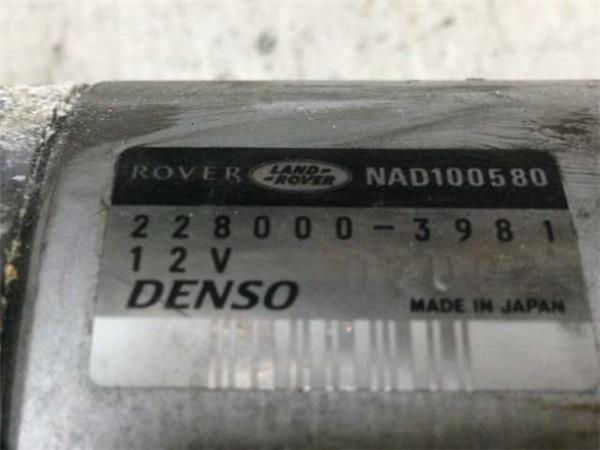 ROVER LAND-ROVER NAD100580
228000-3981
12V
DENSO MADE IN JAPAN